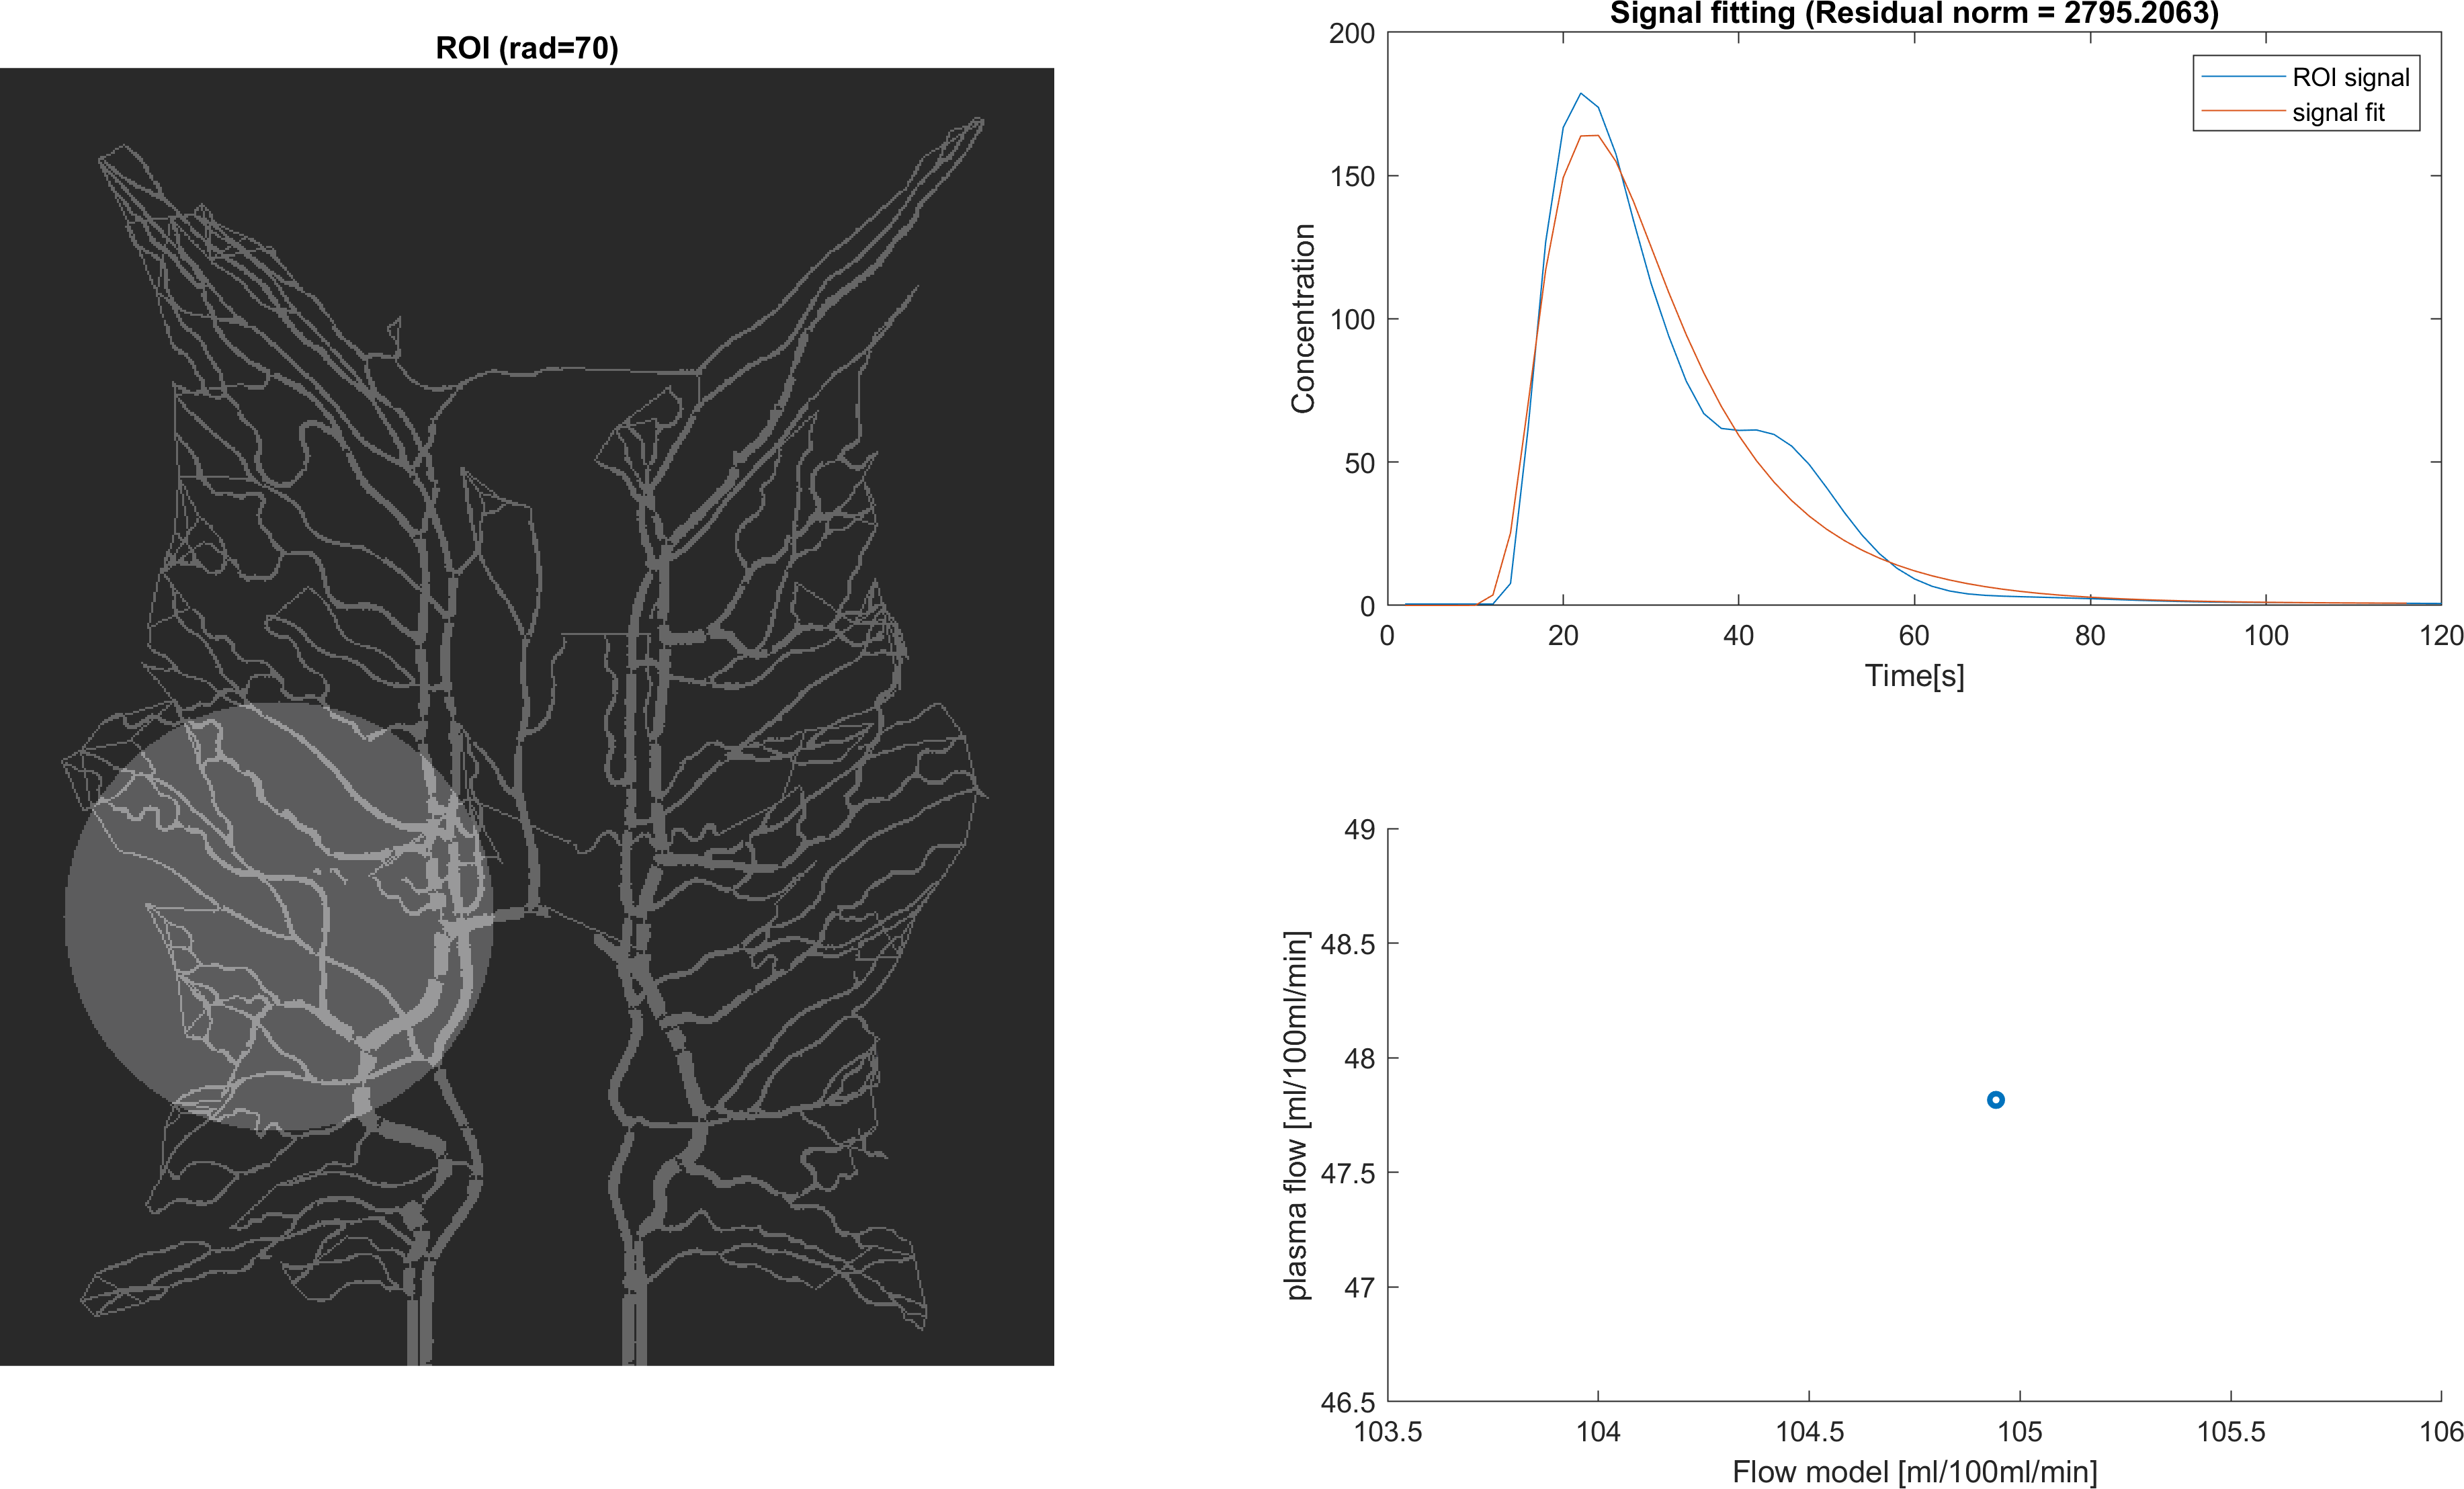 ROI (rad=70)
Signal fitting (Residual norm = 2795.2063)
200
150
100
50
0
Concentration
ROI signal
signal fit
0 20 40 60 80 100 120
Time[s]
49
48.5
48
47.5
47
46.5
plasma flow [ml/100ml/min]
103.5 104 104.5 105 105.5 106
Flow model [ml/100ml/min]